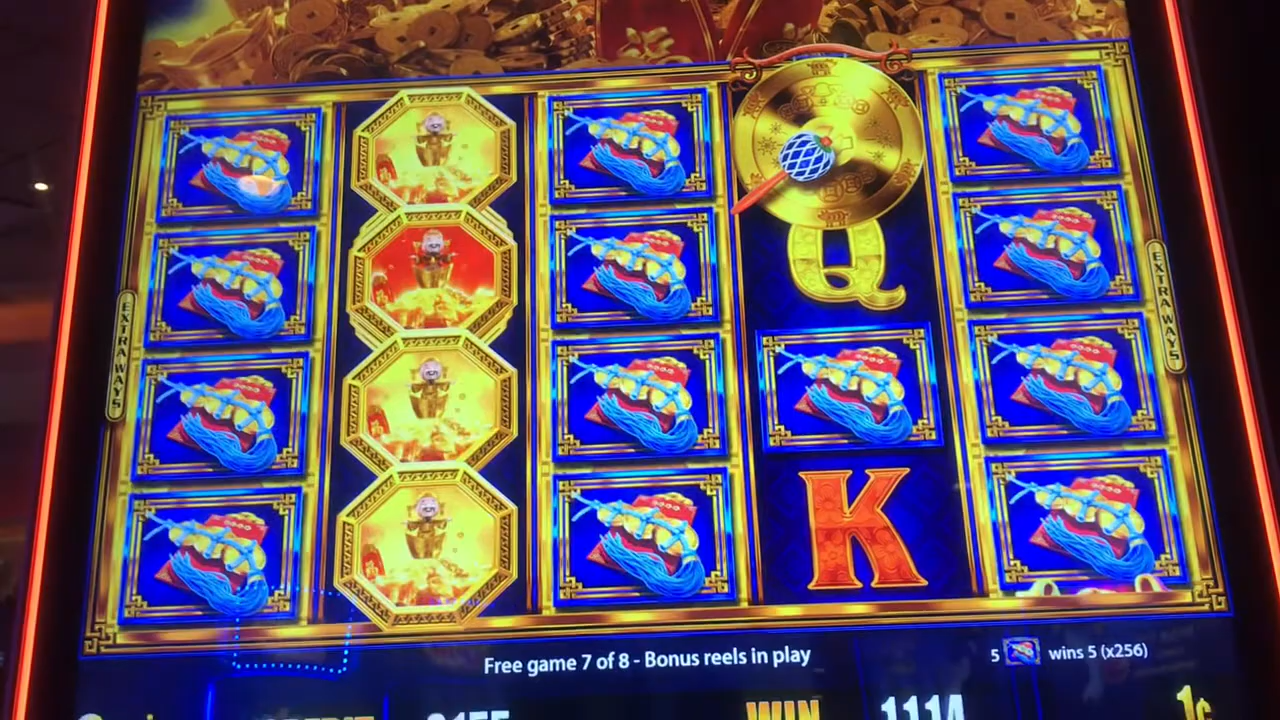 EXTRA WAYS
Q
EXTRA WAYS
K
Free game 7 of 8 - Bonus reels in play
5 wins 5 (x256)
CREDIT
WIN
1114
1¢